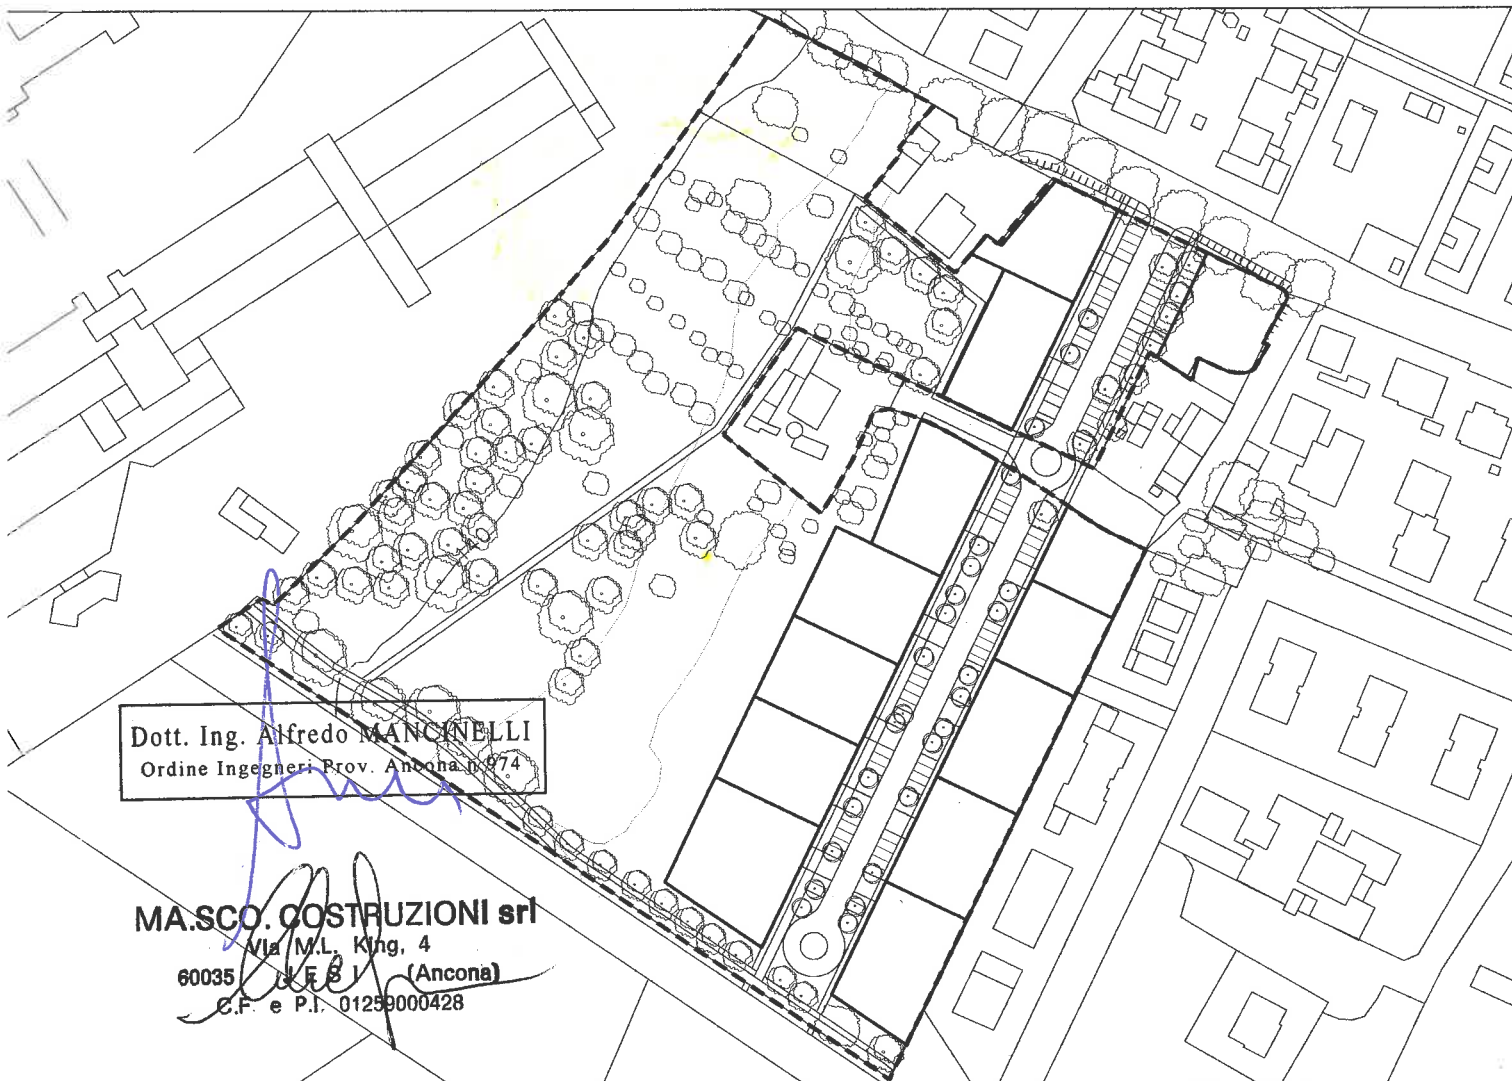 Dott. Ing. Alfredo MANCINELLI
Ordine Ingegneri Prov. Ancona n.974
MA.SCO. COSTRUZIONI srl
Via M.L. King, 4
60035 JESI (Ancona)
C.F. e P.I. 01259000428